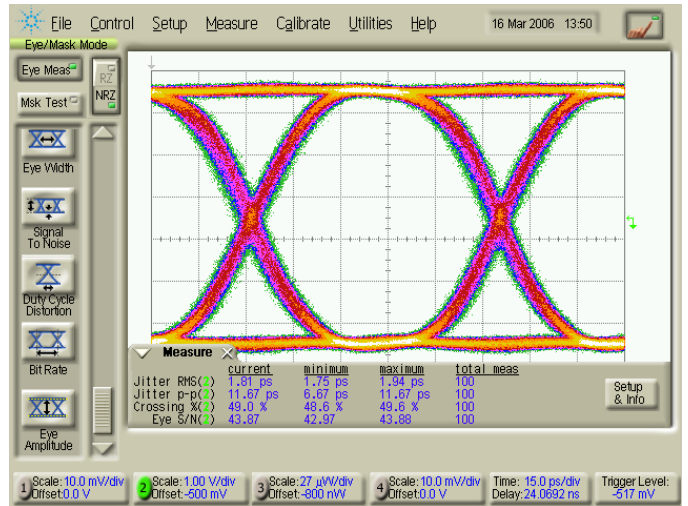 File Control Setup Measure Calibrate Utilities Help 16 Mar 2006 13:50
Eye/Mask Mode
Eye Meas
RZ
Msk Test
NRZ
Eye Width
Signal
To Noise
Duty Cycle
Distortion
Bit Rate
Eye
Amplitude
Measure
current minimum maximum total meas
Jitter RMS(2) 1.81 ps 1.75 ps 1.94 ps 100
Jitter p-p(2) 11.67 ps 6.67 ps 11.67 ps 100
Crossing %(2) 49.0 % 48.6 % 49.6 % 100
Eye S/N(2) 43.87 42.97 43.88 100
Setup
& Info
1 Scale:10.0 mV/div
Offset:0.0 V
2 Scale:1.00 V/div
Offset:-500 mV
3 Scale:27 µW/div
Offset:-800 nW
4 Scale:10.0 mV/div
Offset:0.0 V
Time: 15.0 ps/div
Delay:24.0692 ns
Trigger Level:
-517 mV